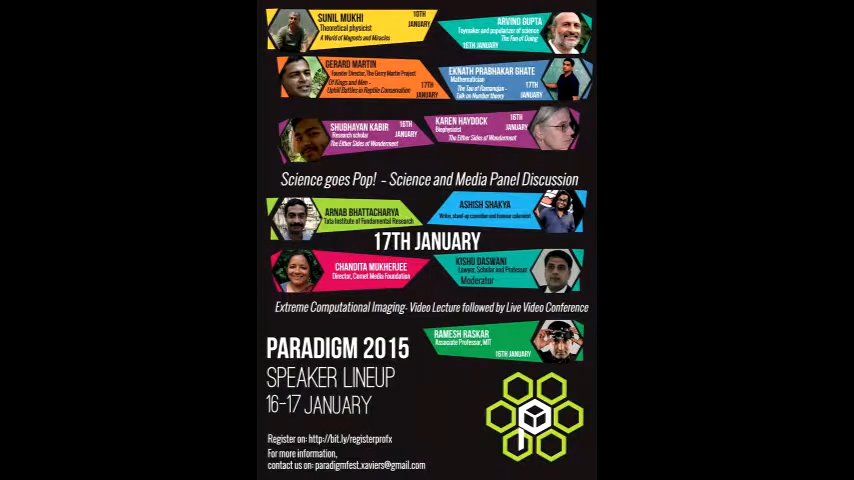 SUNIL MUKHI
Theoretical physicist
A World of Magnets and Miracles
16TH
JANUARY
ARVIND GUPTA
Toymaker and popularizer of science
The Fun of Doing
16TH JANUARY
GERARD MARTIN
Founder Director, The Gerry Martin Project
Of Kings and Men -
Uphill Battles in Reptile Conservation
17TH
JANUARY
EKNATH PRABHAKAR GHATE
Mathematician
The Tau of Ramanujan -
Talk on Number theory
17TH
JANUARY
SHUBHAYAN KABIR
Research scholar
The Either Sides of Wonderment
16TH
JANUARY
KAREN HAYDOCK
Biophysicist
The Either Sides of Wonderment
16TH
JANUARY
Science goes Pop! - Science and Media Panel Discussion
ARNAB BHATTACHARYA
Tata Institute of Fundamental Research
ASHISH SHAKYA
Writer, stand-up comedian and humour columnist
17TH JANUARY
CHANDITA MUKHERJEE
Director, Comet Media Foundation
KISHU DASWANI
Lawyer, Scholar and Professor
Moderator
Extreme Computational Imaging- Video Lecture followed by Live Video Conference
RAMESH RASKAR
Associate Professor, MIT
16TH JANUARY
PARADIGM 2015
SPEAKER LINEUP
16-17 JANUARY
Register on: http://bit.ly/registerprofx
For more information,
contact us on: paradigmfest.xaviers@gmail.com